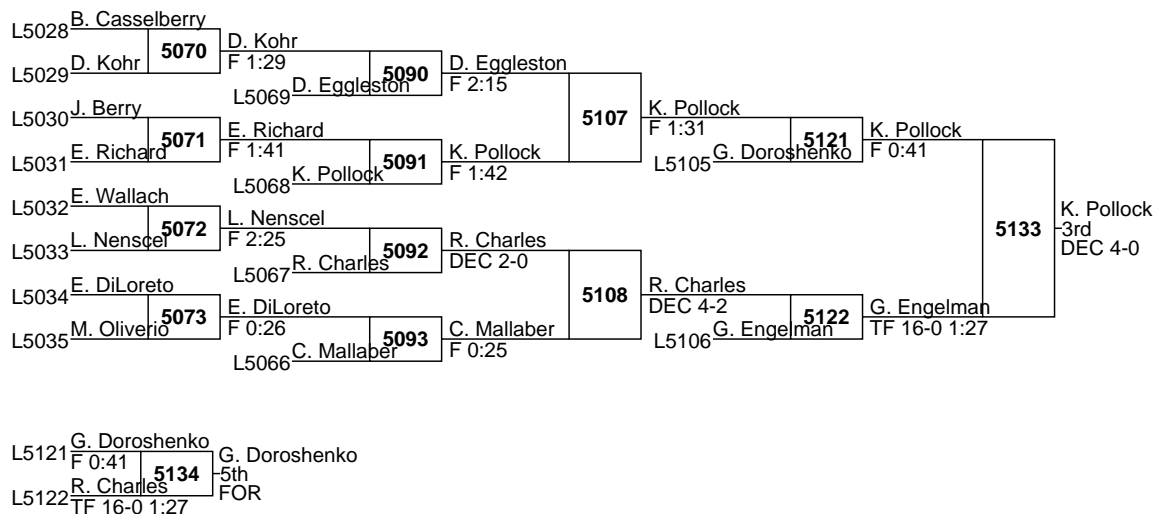 L5028 B. Casselberry
5070
L5029 D. Kohr
D. Kohr
F 1:29
5090
L5069 D. Eggleston
D. Eggleston
F 2:15
L5030 J. Berry
5071
L5031 E. Richard
E. Richard
F 1:41
5091
L5068 K. Pollock
K. Pollock
F 1:42
5107
K. Pollock
F 1:31
5121
L5105 G. Doroshenko
K. Pollock
F 0:41
L5032 E. Wallach
5072
L5033 L. Nenscel
L. Nenscel
F 2:25
5092
L5067 R. Charles
R. Charles
DEC 2-0
L5034 E. DiLoreto
5073
L5035 M. Oliverio
E. DiLoreto
F 0:26
5093
L5066 C. Mallaber
C. Mallaber
F 0:25
5108
R. Charles
DEC 4-2
5122
L5106 G. Engelman
G. Engelman
TF 16-0 1:27
5133
K. Pollock
3rd
DEC 4-0
L5121 G. Doroshenko
F 0:41
5134
L5122 R. Charles
TF 16-0 1:27
G. Doroshenko
5th
FOR